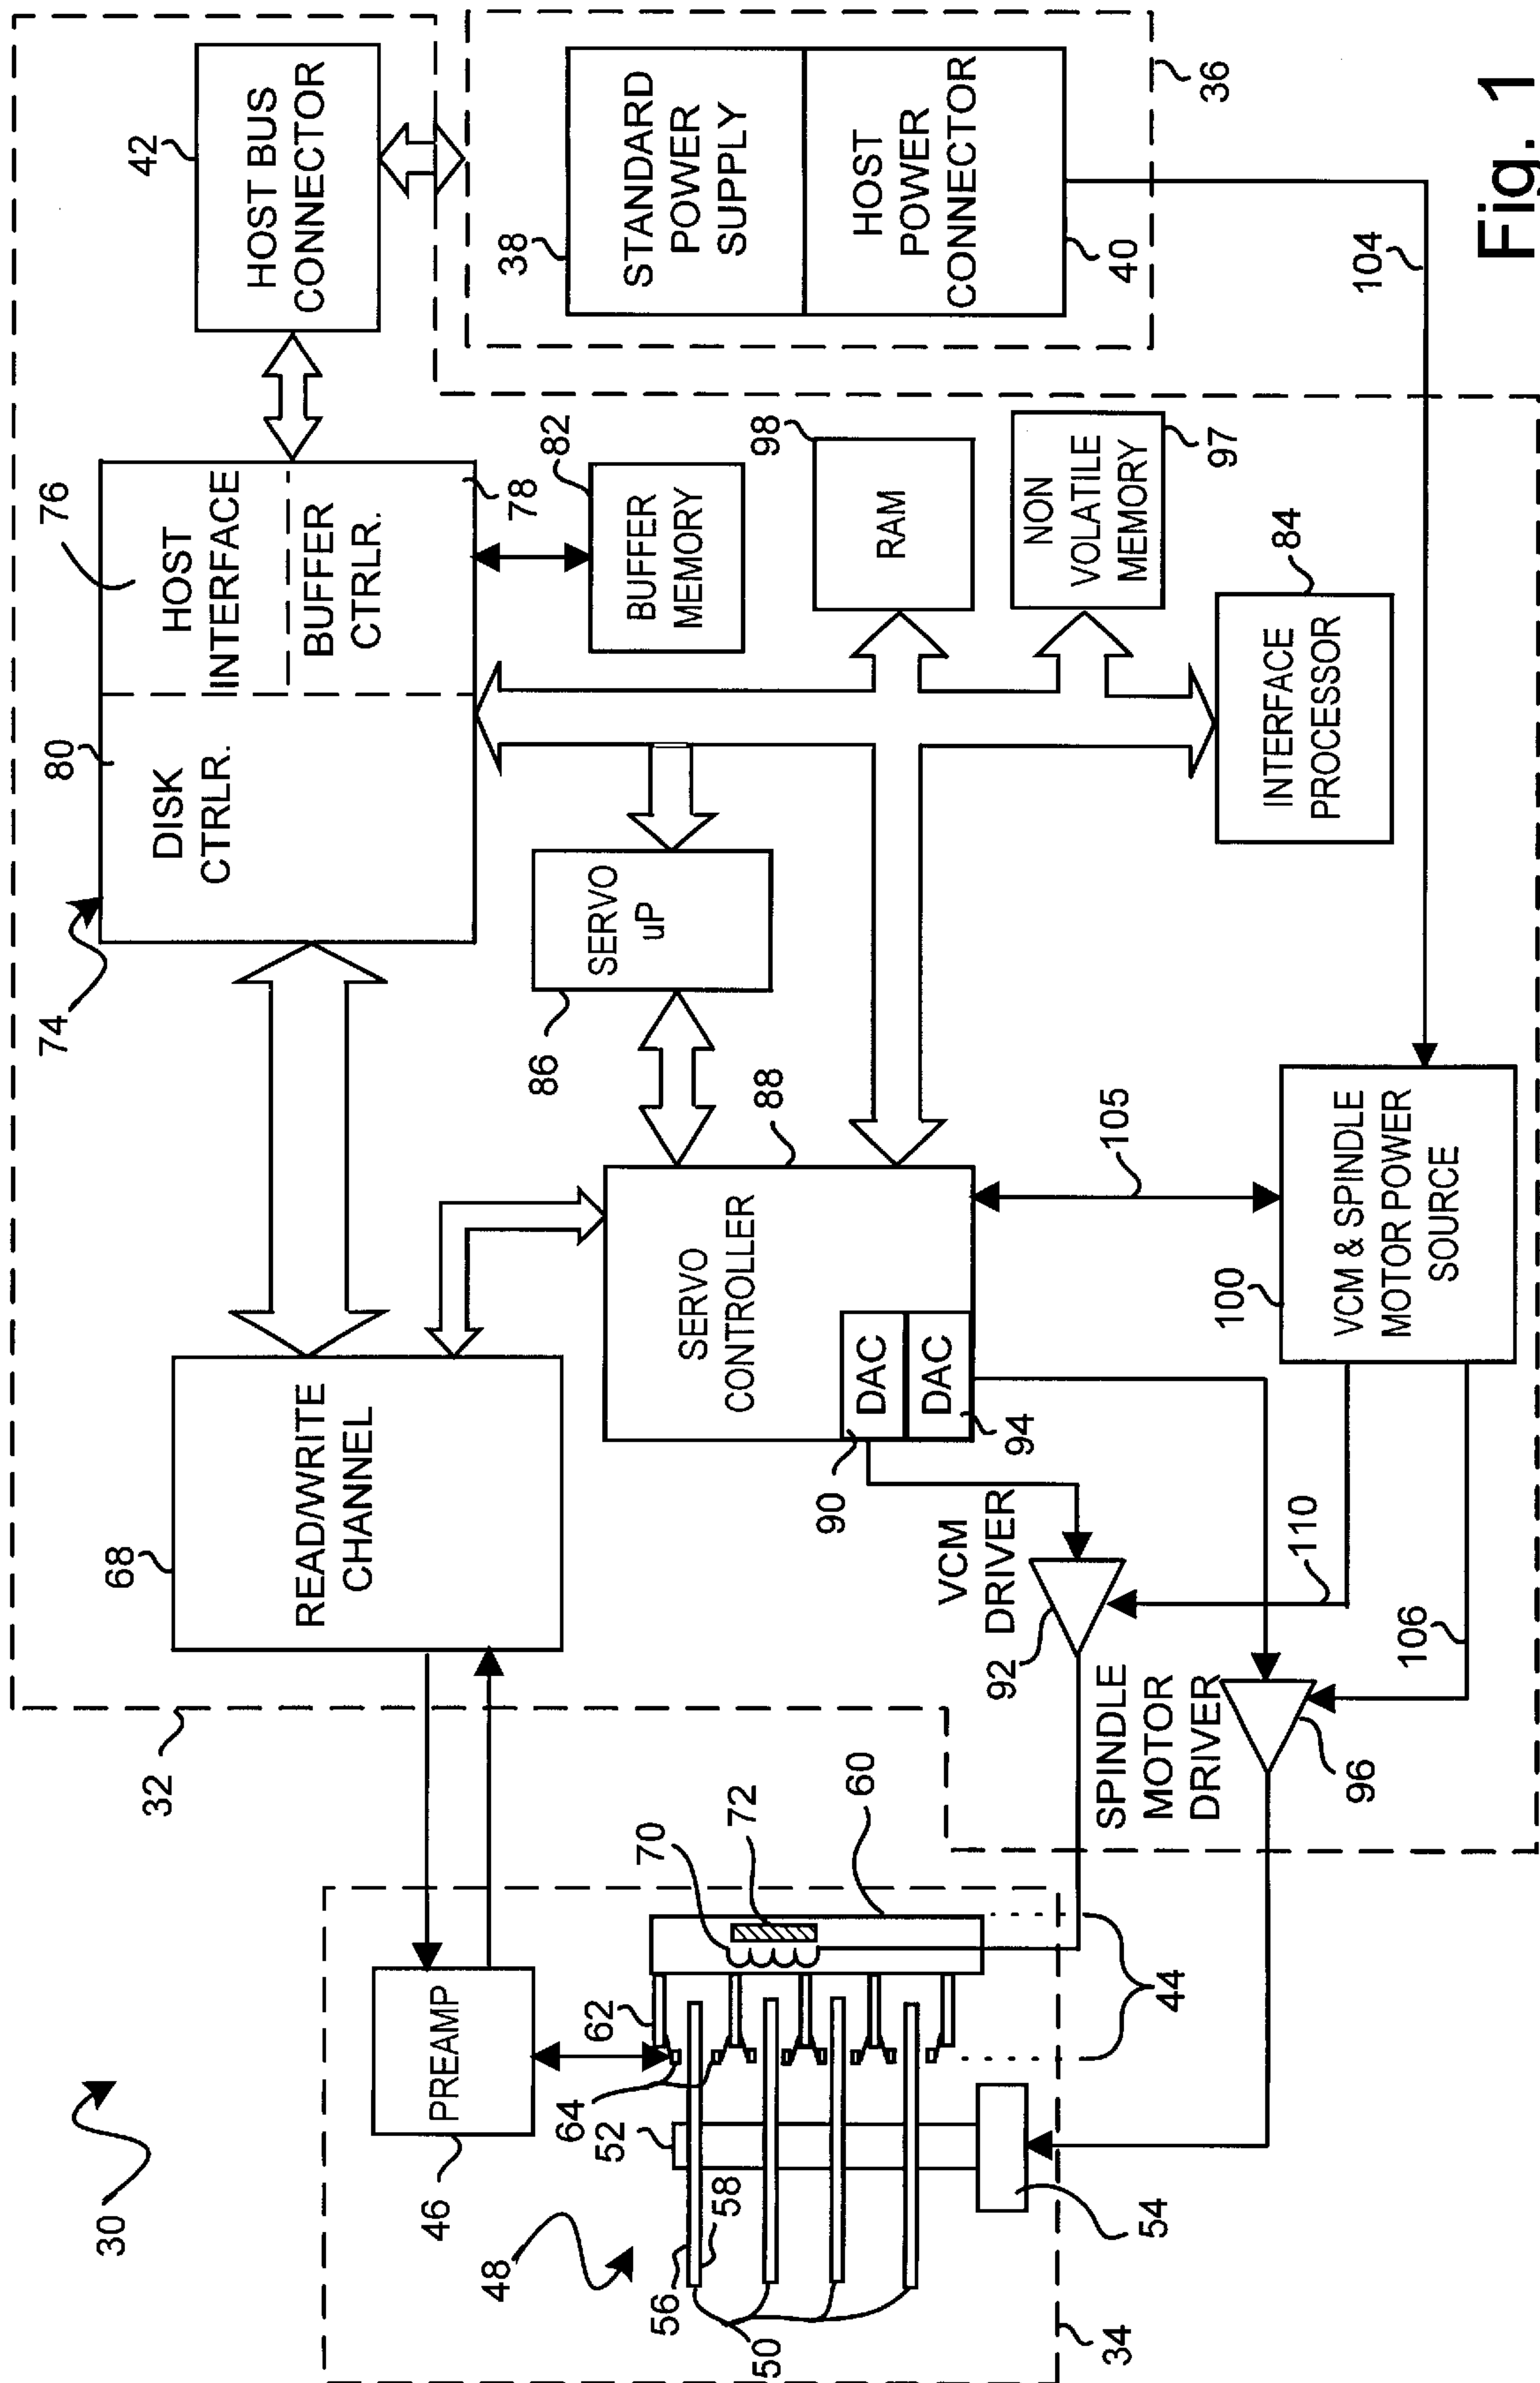 30
32
46
PREAMP
48
50
56
58
52
64
62
70
72
60
44
54
34
68
READ/WRITE
CHANNEL
74
80
DISK
CTRLR.
76
HOST
INTERFACE
BUFFER
CTRLR.
78
42
HOST BUS
CONNECTOR
82
BUFFER
MEMORY
38
STANDARD
POWER
SUPPLY
HOST
POWER
CONNECTOR
40
36
86
SERVO
uP
98
RAM
NON
VOLATILE
MEMORY
97
84
INTERFACE
PROCESSOR
88
SERVO
CONTROLLER
DAC
DAC
90
94
VCM
DRIVER
92
SPINDLE
MOTOR
DRIVER
96
105
104
100
VCM & SPINDLE
MOTOR POWER
SOURCE
110
106
Fig. 1